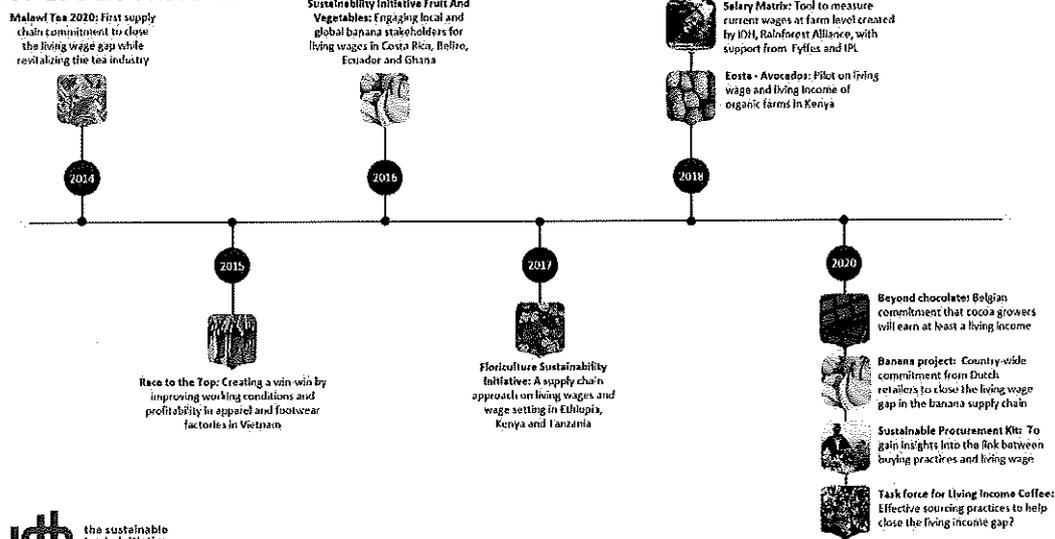 Malawi Tea 2020: First supply
chain commitment to close
the living wage gap while
revitalizing the tea industry
2014
Race to the Top: Creating a win-win by
improving working conditions and
profitability in apparel and footwear
factories in Vietnam
2015
Sustainability Initiative Fruit And
Vegetables: Engaging local and
global banana stakeholders for
living wages in Costa Rica, Belize,
Ecuador and Ghana
2016
Floriculture Sustainability
Initiative: A supply chain
approach on living wages and
wage setting in Ethiopia,
Kenya and Tanzania
2017
Salary Matrix: Tool to measure
current wages at farm level created
by IDH, Rainforest Alliance, with
support from Fyffes and IPL
Eosta - Avocados: Pilot on living
wage and living income of
organic farms in Kenya
2018
2020
Beyond chocolate: Belgian
commitment that cocoa growers
will earn at least a living income
Banana project: Country-wide
commitment from Dutch
retailers to close the living wage
gap in the banana supply chain
Sustainable Procurement Kit: To
gain insights into the link between
buying practices and living wage
Task force for Living Income Coffee:
Effective sourcing practices to help
close the living income gap?
idh
the sustainable